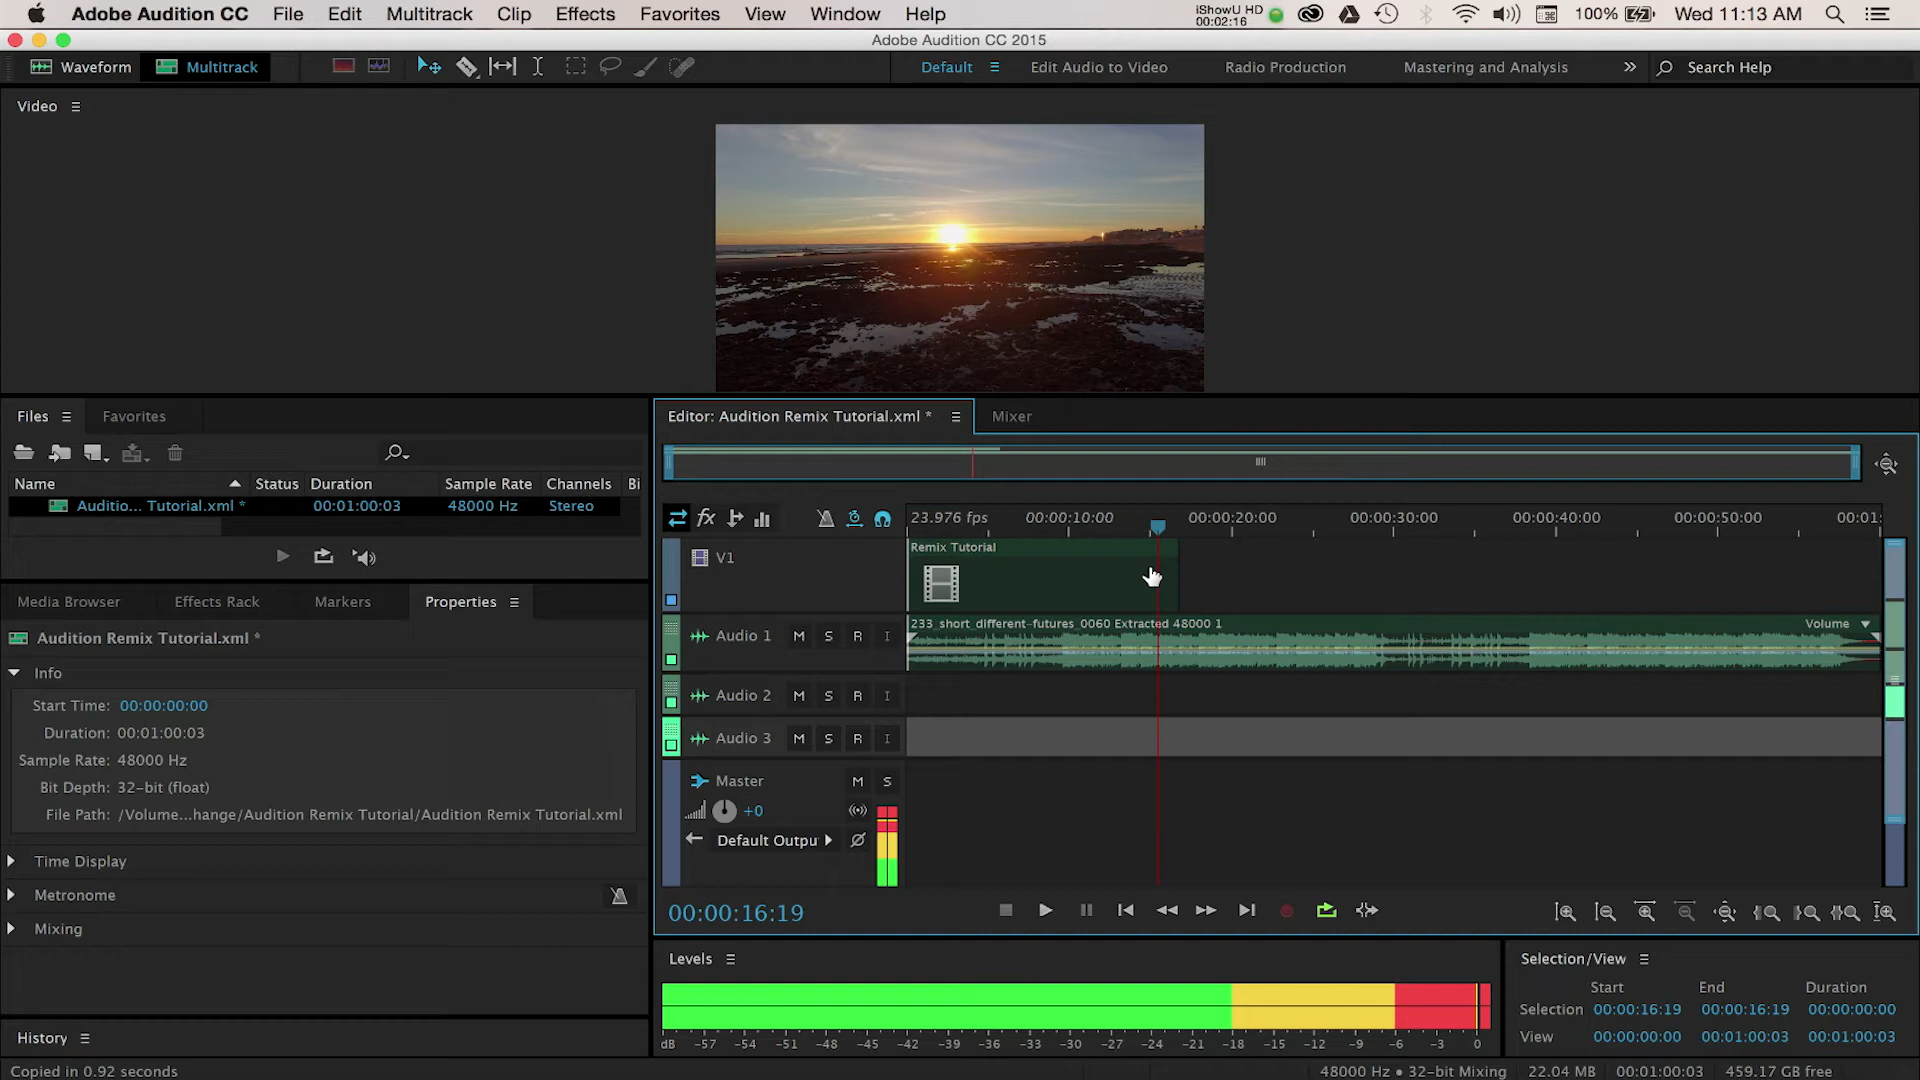 Adobe Audition CC File Edit Multitrack Clip Effects Favorites View Window Help iShowU HD 00:02:16 100% Wed 11:13 AM
Adobe Audition CC 2015
Waveform Multitrack Default Edit Audio to Video Radio Production Mastering and Analysis Search Help
Video
Files Favorites
Name Status Duration Sample Rate Channels Bi
Auditio... Tutorial.xml * 00:01:00:03 48000 Hz Stereo
Media Browser Effects Rack Markers Properties
Audition Remix Tutorial.xml *
Info
Start Time: 00:00:00:00
Duration: 00:01:00:03
Sample Rate: 48000 Hz
Bit Depth: 32-bit (float)
File Path: /Volume...hange/Audition Remix Tutorial/Audition Remix Tutorial.xml
Time Display
Metronome
Mixing
History
Copied in 0.92 seconds
Editor: Audition Remix Tutorial.xml * Mixer
fx 23.976 fps 00:00:10:00 00:00:20:00 00:00:30:00 00:00:40:00 00:00:50:00 00:01:
V1 Remix Tutorial
233_short_different-futures_0060 Extracted 48000 1 Volume
Audio 1 M S R I
Audio 2 M S R I
Audio 3 M S R I
Master M S
+0
Default Outpu
00:00:16:19
Levels
dB -57 -54 -51 -48 -45 -42 -39 -36 -33 -30 -27 -24 -21 -18 -15 -12 -9 -6 -3 0
Selection/View
Start End Duration
Selection 00:00:16:19 00:00:16:19 00:00:00:00
View 00:00:00:00 00:01:00:03 00:01:00:03
48000 Hz • 32-bit Mixing 22.04 MB 00:01:00:03 459.17 GB free